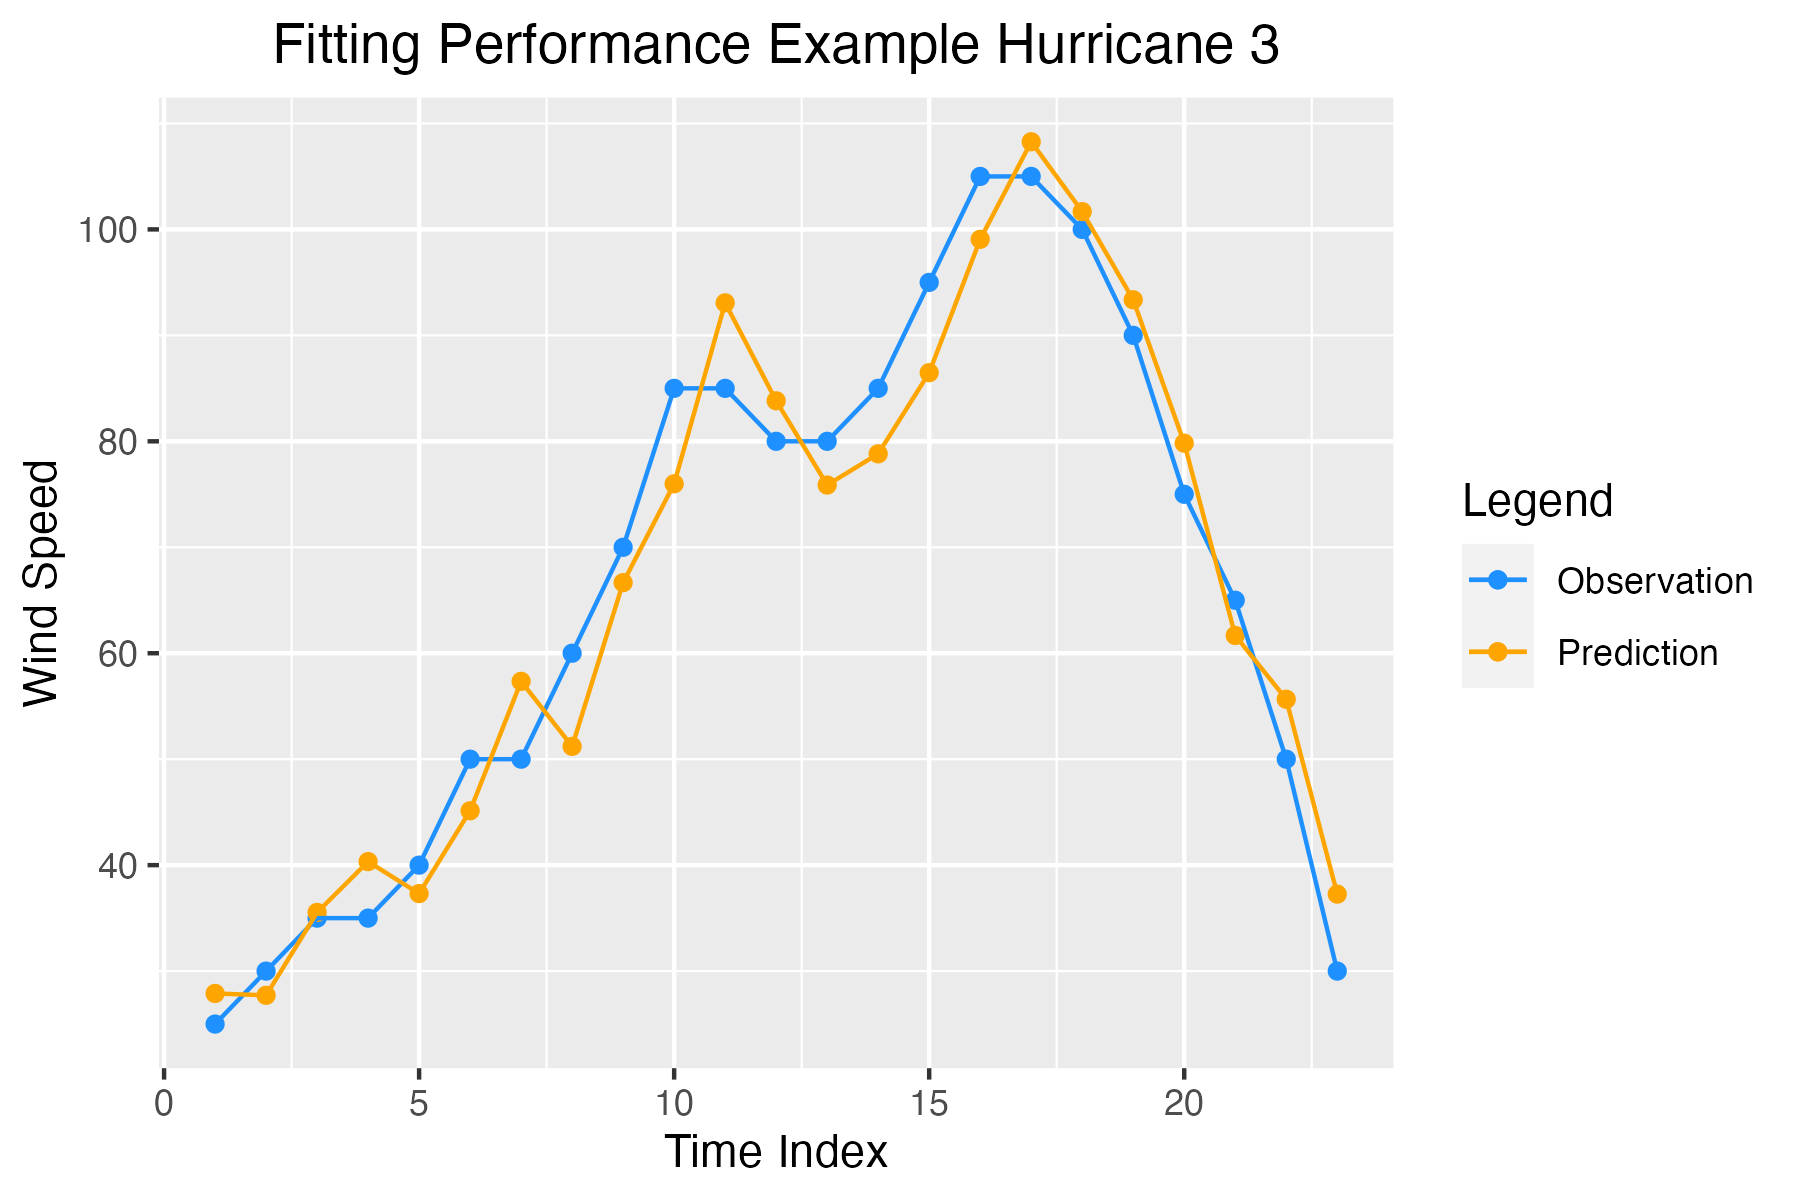 Fitting Performance Example Hurricane 3
Wind Speed
100
80
60
40
0 5 10 15 20
Time Index
Legend
Observation
Prediction